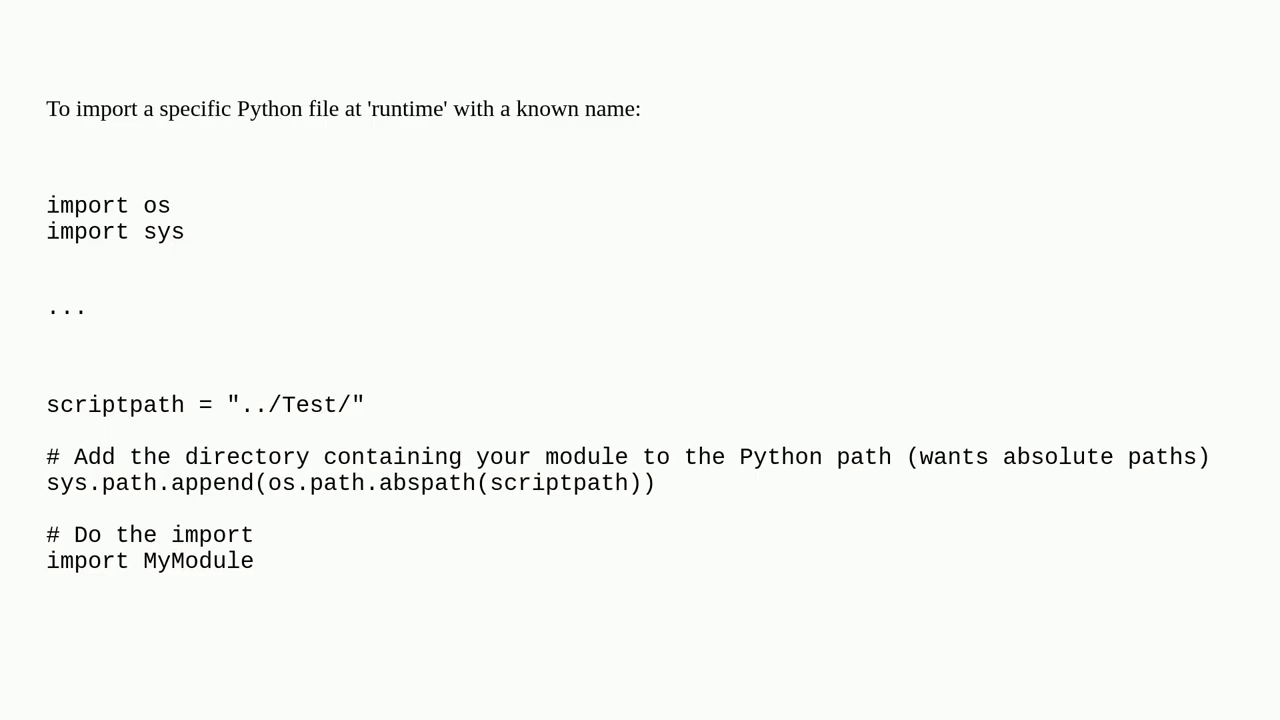 To import a specific Python file at 'runtime' with a known name:
import os
import sys
...
scriptpath = "../Test/"
# Add the directory containing your module to the Python path (wants absolute paths)
sys.path.append(os.path.abspath(scriptpath))
# Do the import
import MyModule